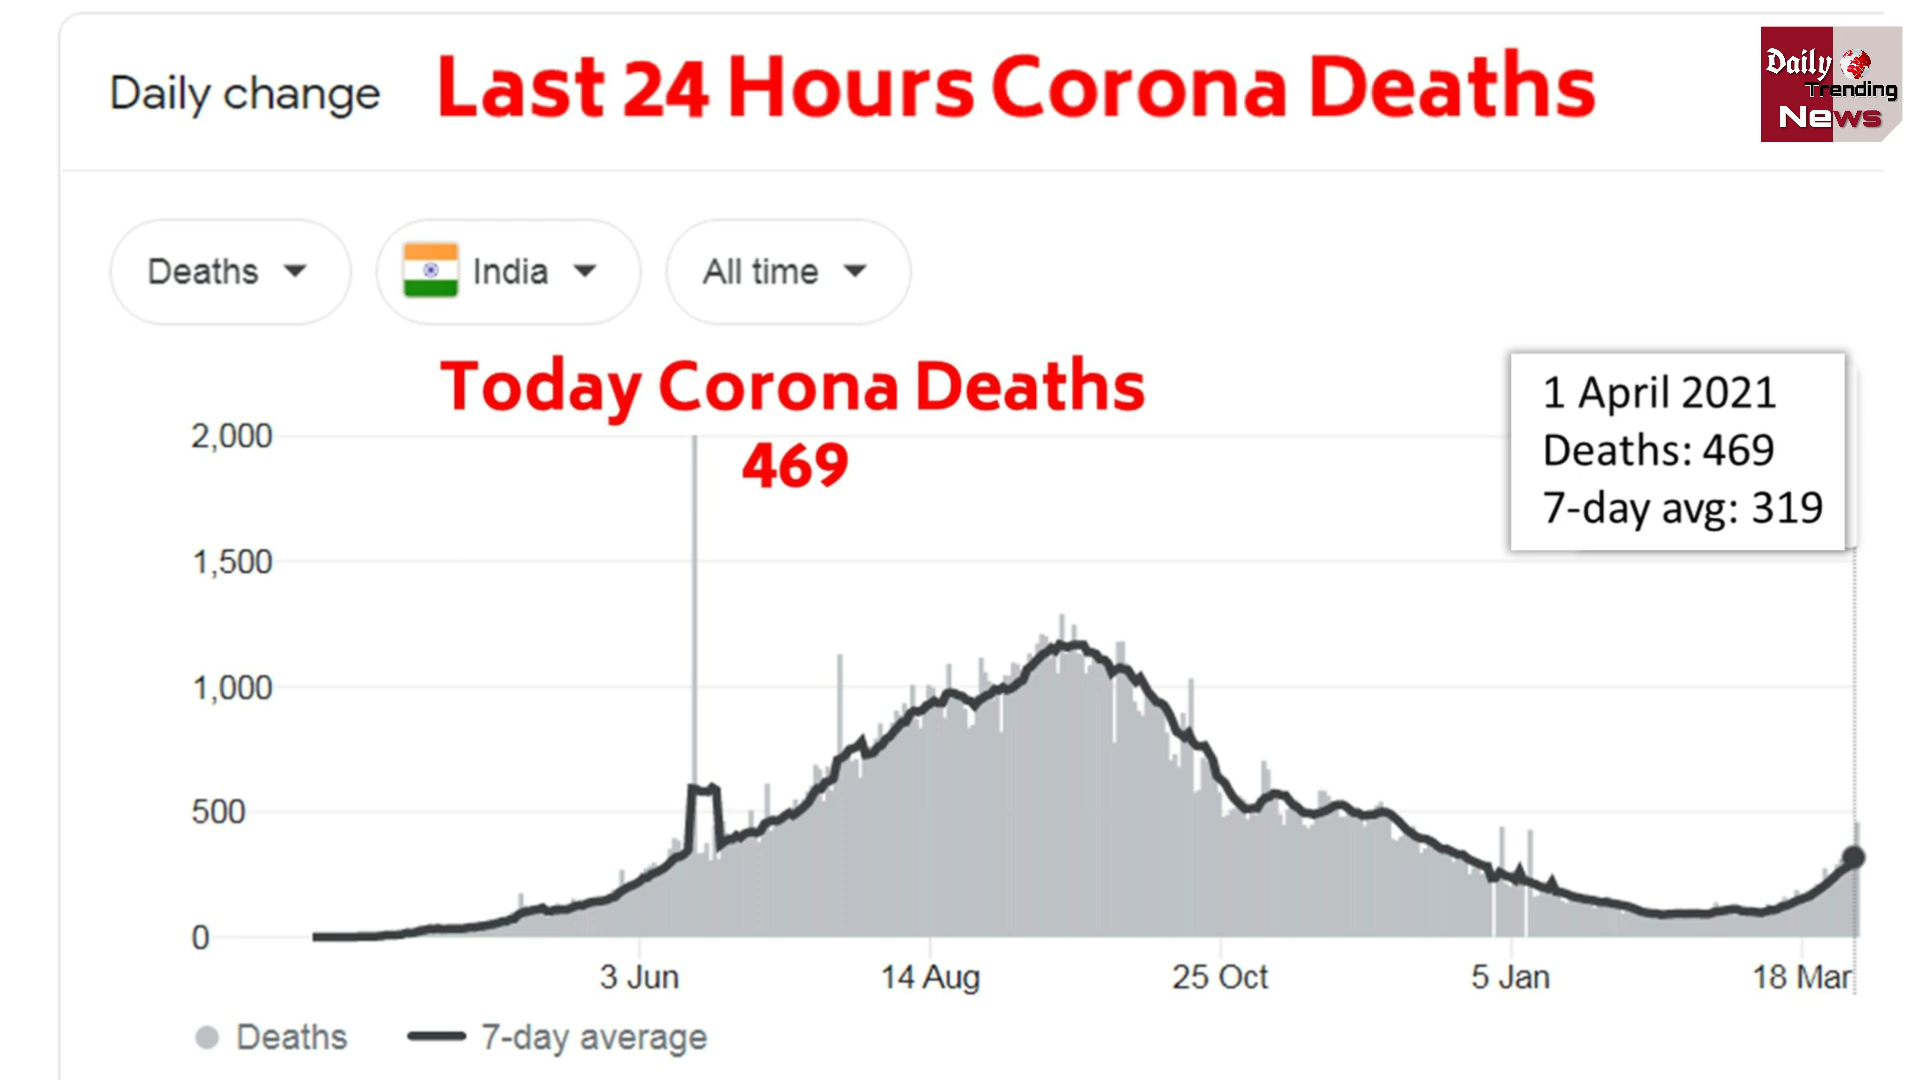 Daily change
Last 24 Hours Corona Deaths
Daily
Trending
News
Deaths
India
All time
Today Corona Deaths
469
1 April 2021
Deaths: 469
7-day avg: 319
2,000
1,500
1,000
500
0
3 Jun
14 Aug
25 Oct
5 Jan
18 Mar
Deaths
7-day average